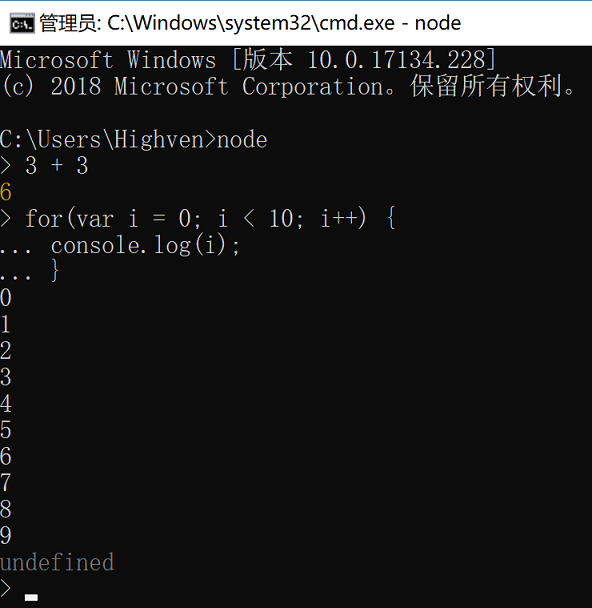 管理员: C:\Windows\system32\cmd.exe - node
Microsoft Windows [版本 10.0.17134.228]
(c) 2018 Microsoft Corporation。保留所有权利。
C:\Users\Highven>node
> 3 + 3
6
> for(var i = 0; i < 10; i++) {
... console.log(i);
... }
0
1
2
3
4
5
6
7
8
9
undefined
>